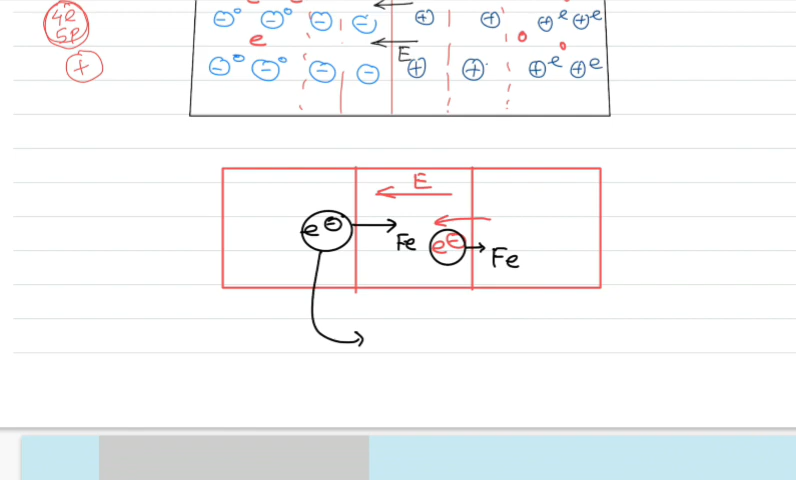 4e
5p
+
⊖° ⊖° ⊖ ⊖ ⊕ ⊕ ⊕e ⊕e
e
E
⊖° ⊖° ⊖ ⊖ ⊕ ⊕ ⊕e ⊕e
E
e⊖ Fe e Fe